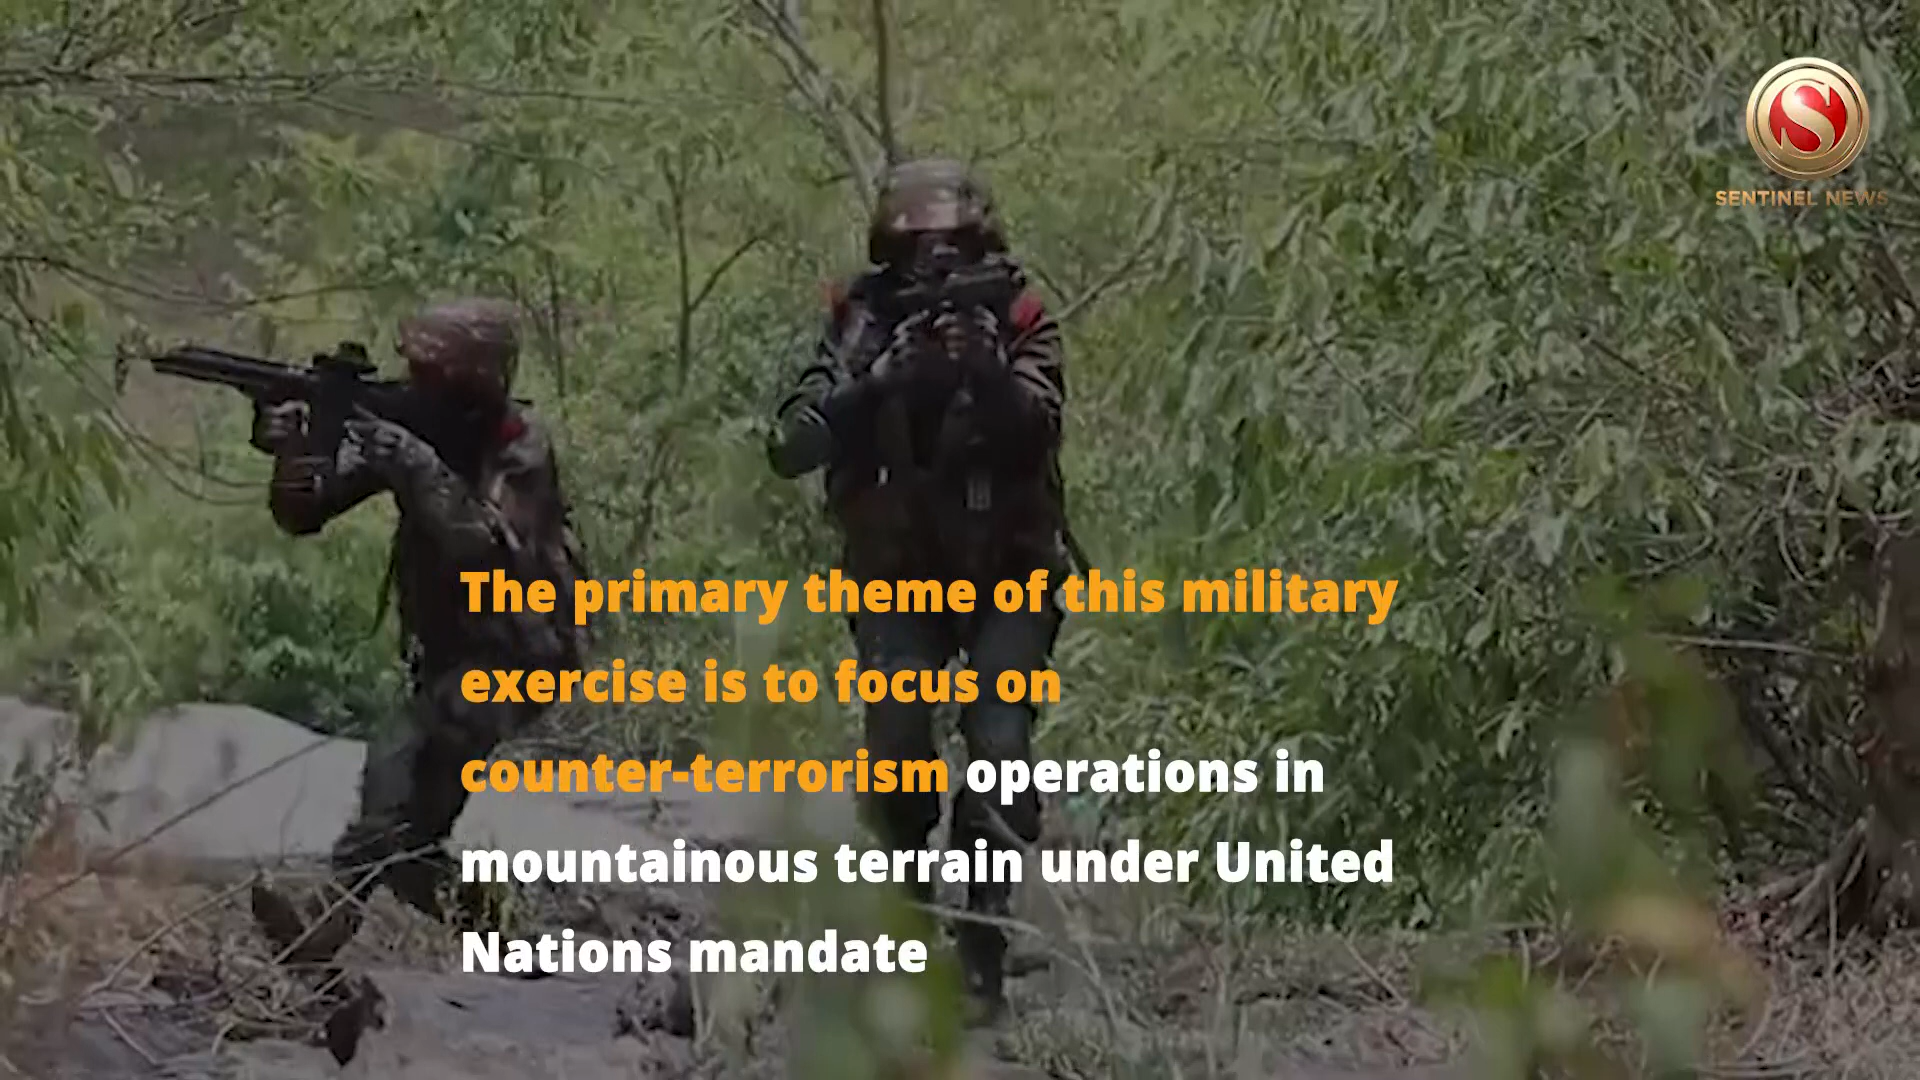 SENTINEL NEWS
The primary theme of this military
exercise is to focus on
counter-terrorism operations in
mountainous terrain under United
Nations mandate